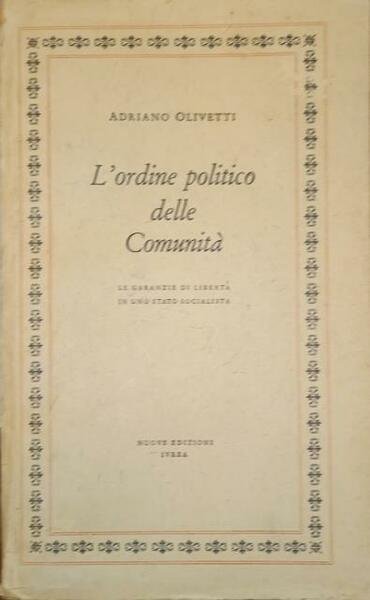 ADRIANO OLIVETTI
L'ordine politico
delle
Comunità
LE GARANZIE DI LIBERTÀ
IN UNO STATO SOCIALISTA
NUOVE EDIZIONI
IVREA